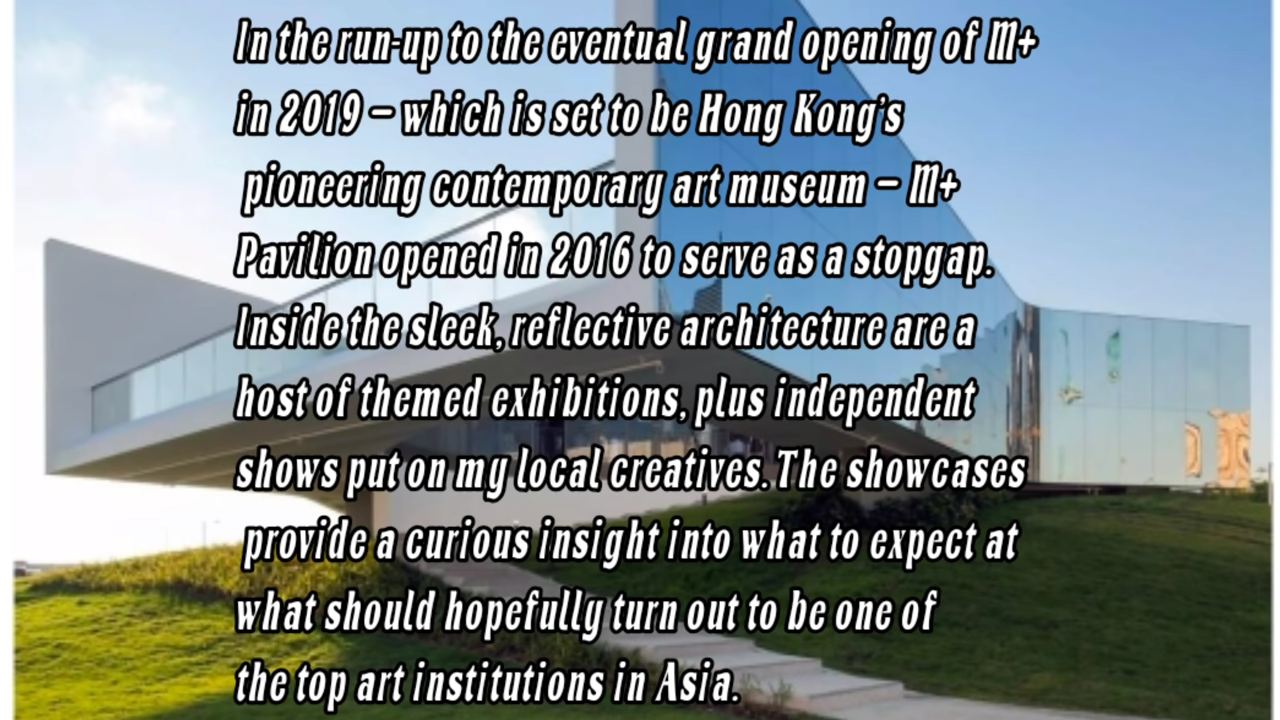 In the run-up to the eventual grand opening of M+
in 2019 – which is set to be Hong Kong's
pioneering contemporary art museum – M+
Pavilion opened in 2016 to serve as a stopgap.
Inside the sleek, reflective architecture are a
host of themed exhibitions, plus independent
shows put on my local creatives. The showcases
provide a curious insight into what to expect at
what should hopefully turn out to be one of
the top art institutions in Asia.